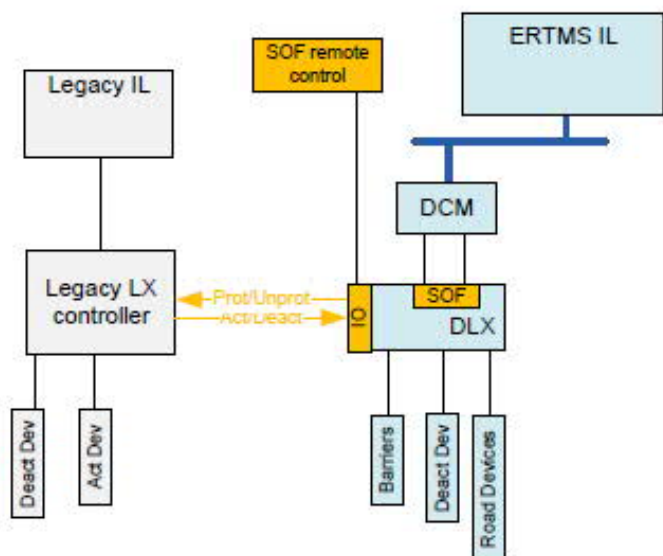 SOF remote
control
ERTMS IL
Legacy IL
DCM
Legacy LX
controller
Prot/Unprot
Act/Deact
IO
SOF
DLX
Deact Dev
Act Dev
Barriers
Deact Dev
Road Devices